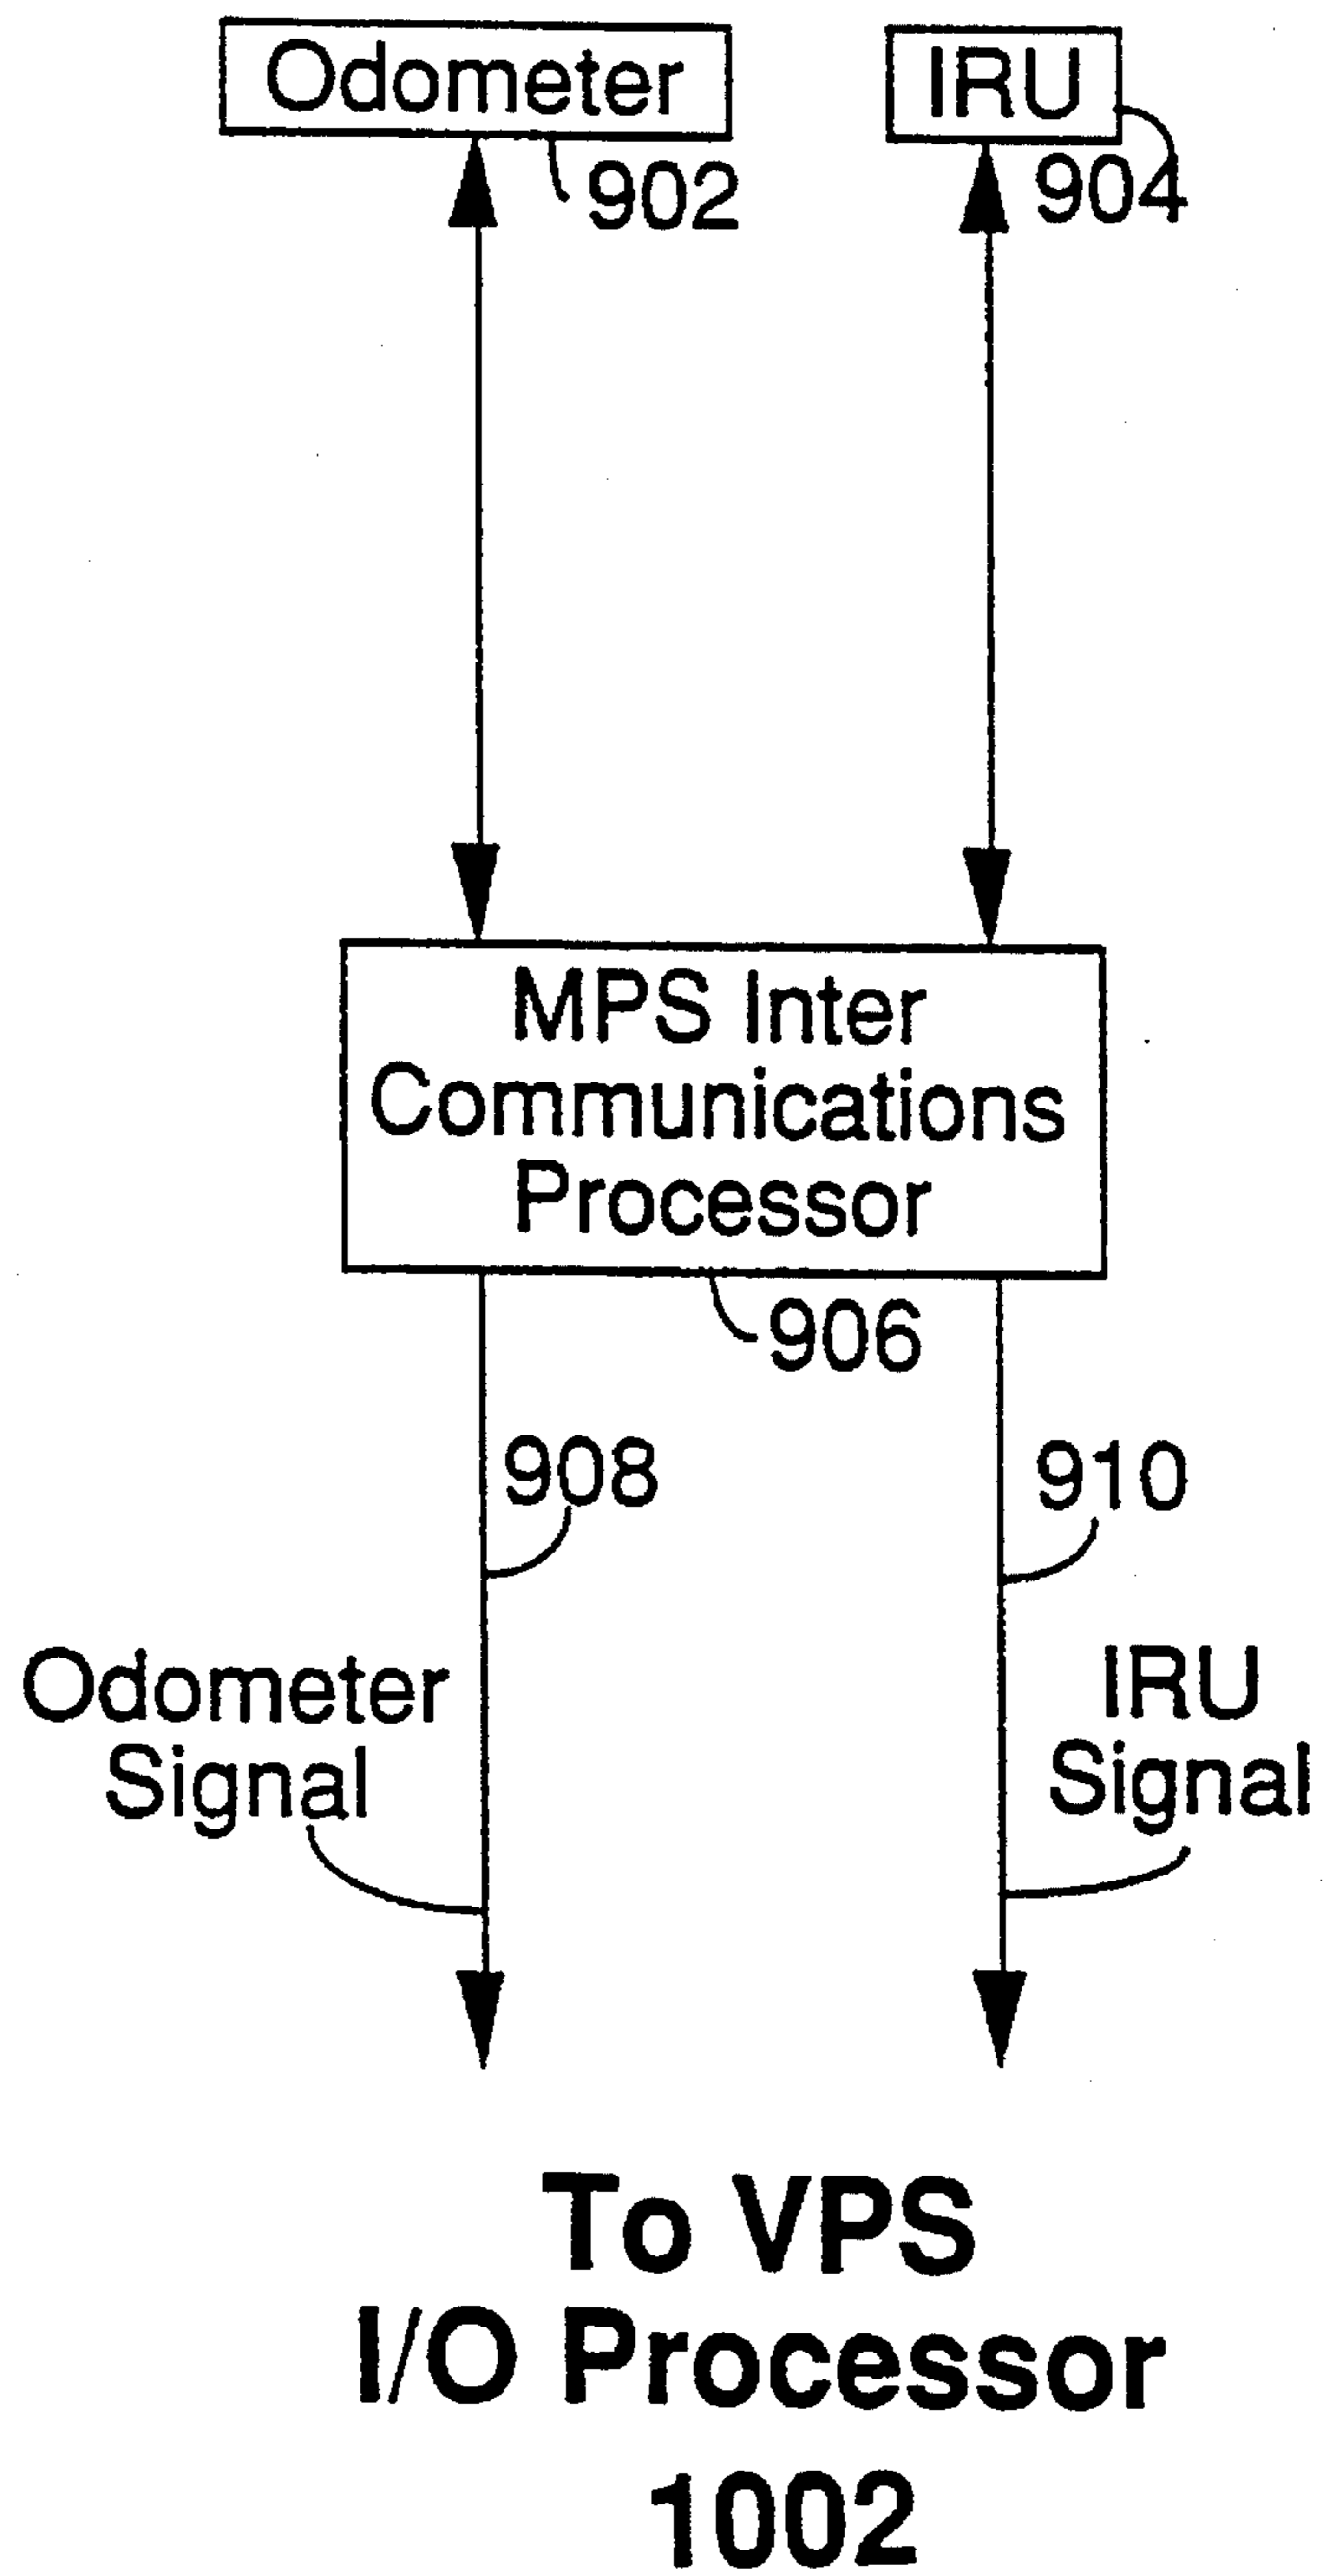 Odometer
IRU
902
904
MPS Inter
Communications
Processor
906
908
910
Odometer
Signal
IRU
Signal
To VPS
I/O Processor
1002